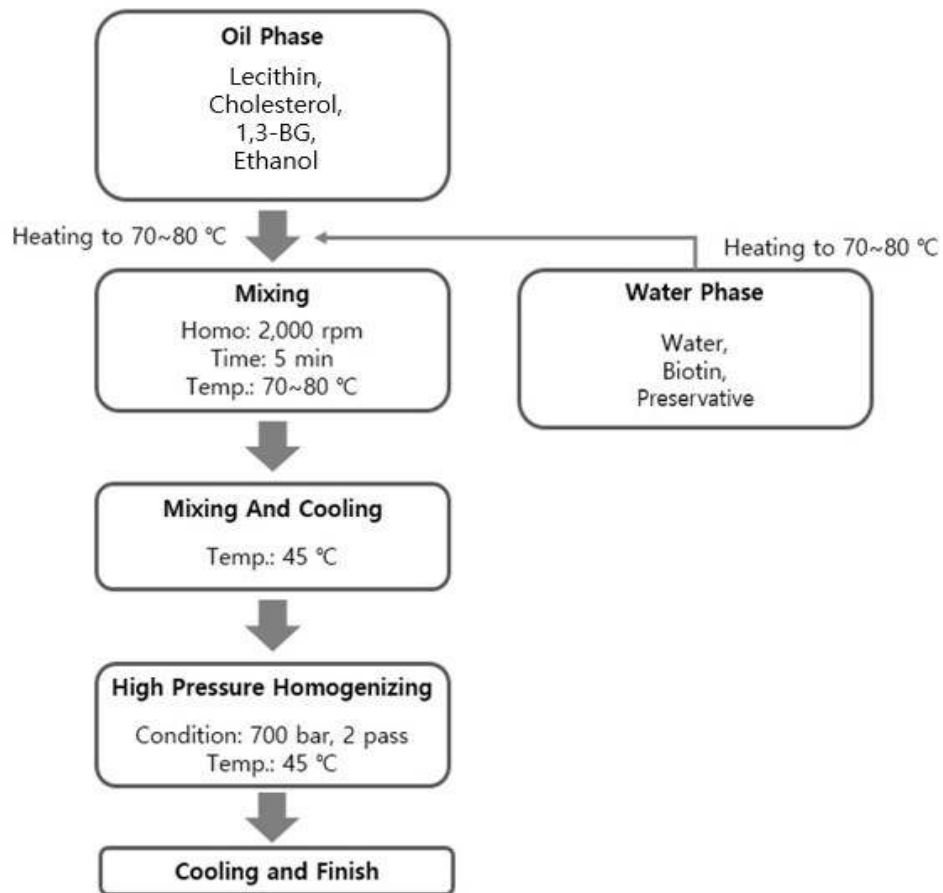 Oil Phase
Lecithin,
Cholesterol,
1,3-BG,
Ethanol
Heating to 70~80 ℃
Heating to 70~80 ℃
Mixing
Homo: 2,000 rpm
Time: 5 min
Temp.: 70~80 ℃
Water Phase
Water,
Biotin,
Preservative
Mixing And Cooling
Temp.: 45 ℃
High Pressure Homogenizing
Condition: 700 bar, 2 pass
Temp.: 45 ℃
Cooling and Finish